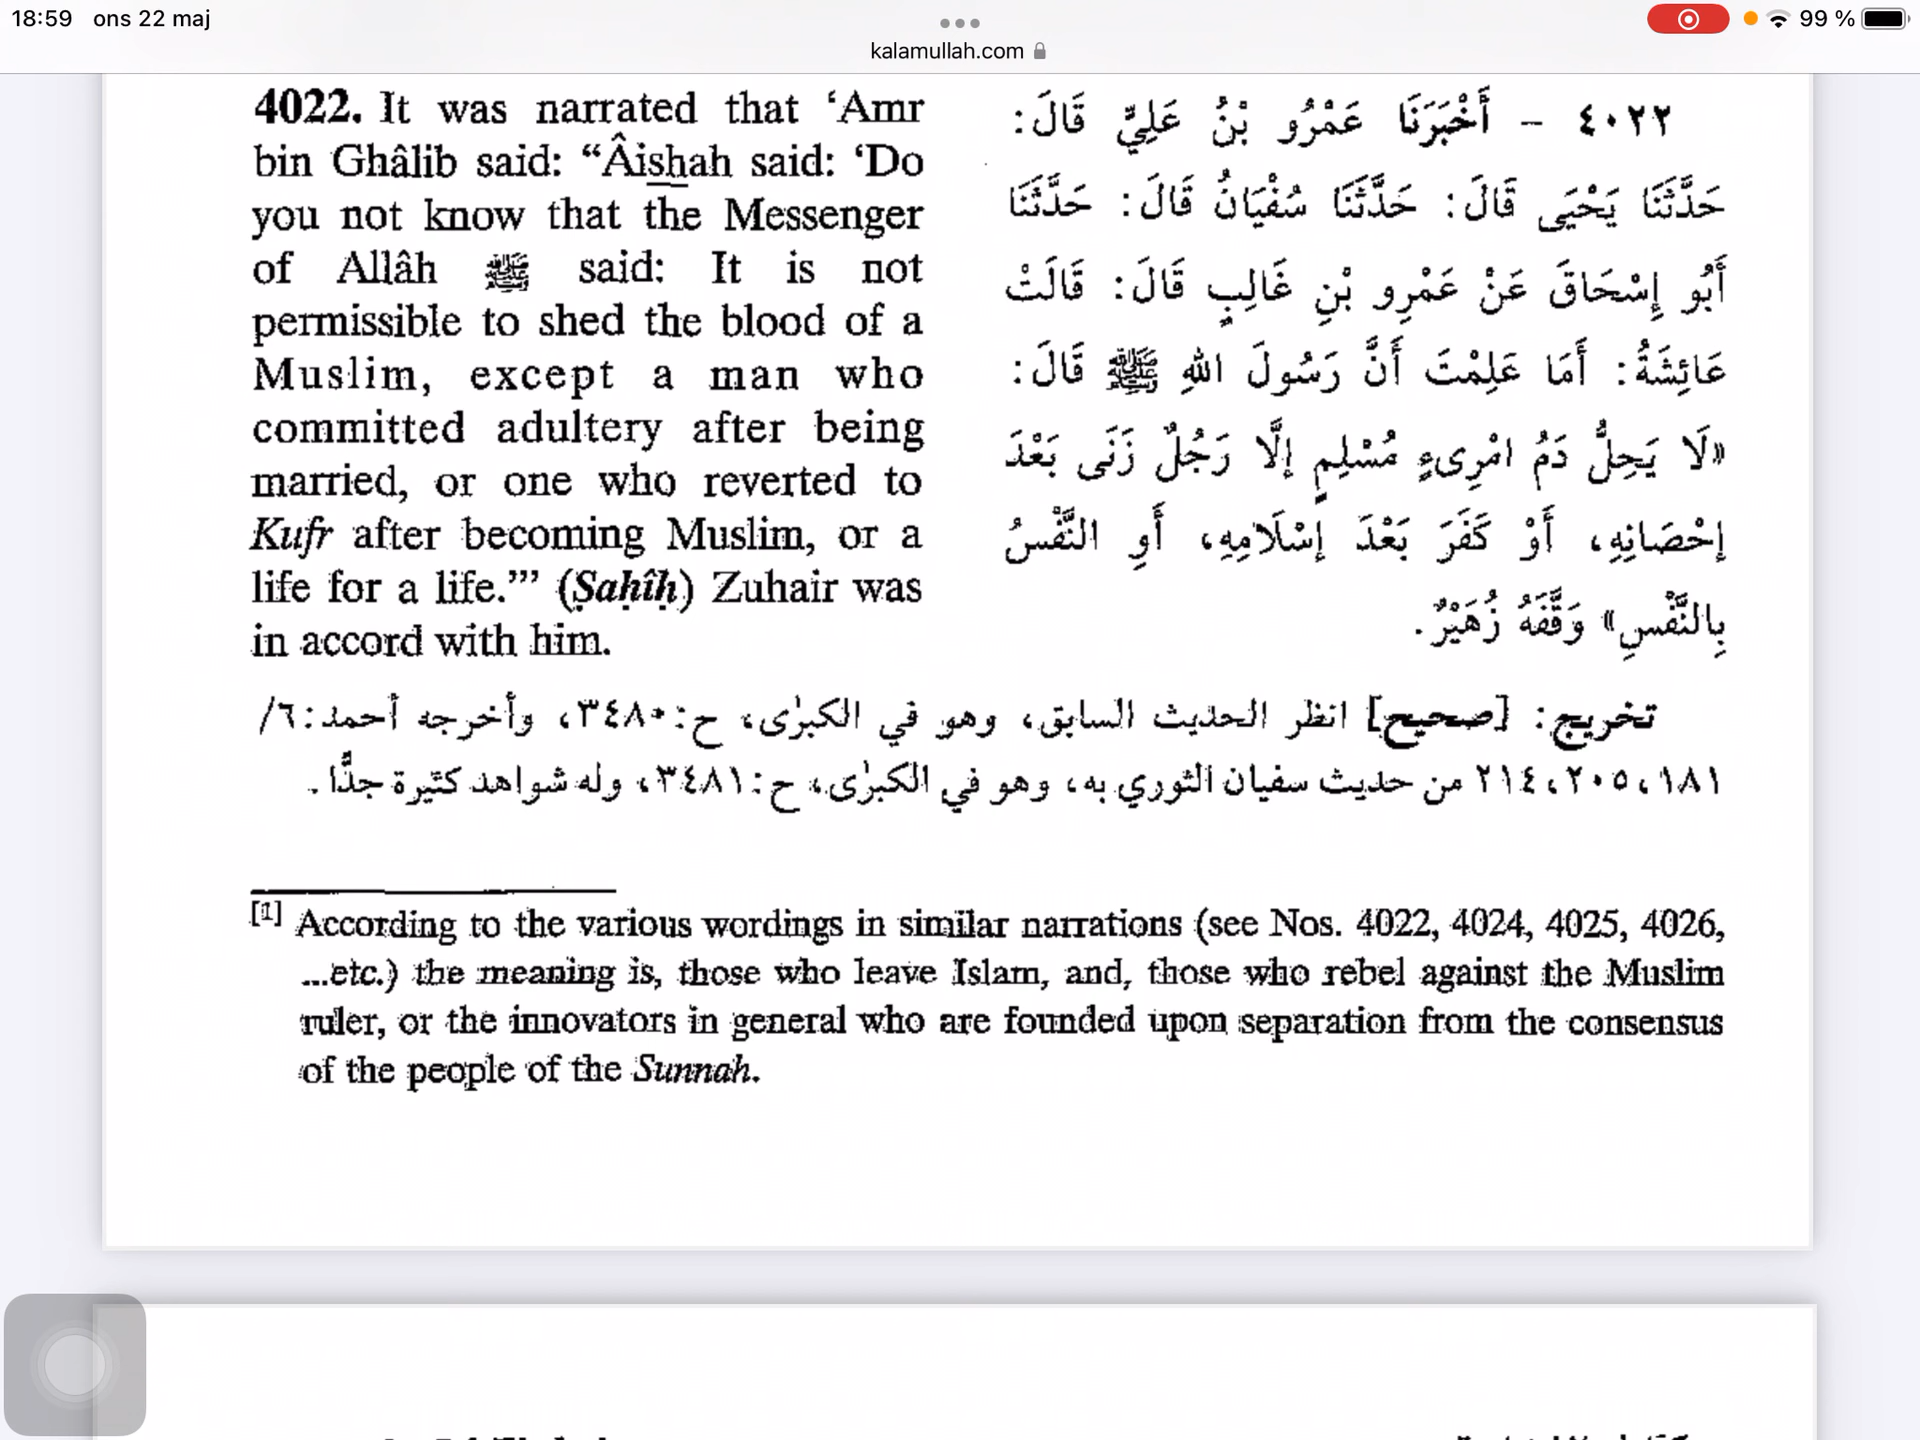 18:59 ons 22 maj
99 %
kalamullah.com
4022. It was narrated that ‘Amr
bin Ghâlib said: “Âishah said: ‘Do
you not know that the Messenger
of Allâh ﷺ said: It is not
permissible to shed the blood of a
Muslim, except a man who
committed adultery after being
married, or one who reverted to
Kufr after becoming Muslim, or a
life for a life.’” (Ṣaḥîḥ) Zuhair was
in accord with him.
٤٠٢٢ - أَخْبَرَنَا عَمْرُو بْنُ عَلِيٍّ قَالَ:
حَدَّثَنَا يَحْيَى قَالَ: حَدَّثَنَا سُفْيَانُ قَالَ: حَدَّثَنَا
أَبُو إِسْحَاقَ عَنْ عَمْرِو بْنِ غَالِبٍ قَالَ: قَالَتْ
عَائِشَةُ: أَمَا عَلِمْتَ أَنَّ رَسُولَ اللهِ ﷺ قَالَ:
«لَا يَحِلُّ دَمُ امْرِىءٍ مُسْلِمٍ إلَّا رَجُلٌ زَنَى بَعْدَ
إحْصَانِهِ، أَوْ كَفَرَ بَعْدَ إسْلَامِهِ، أَوِ النَّفْسُ
بِالنَّفْسِ» وَقَّفَهُ زُهَيْرٌ.
تخريج: [صحيح] انظر الحديث السابق، وهو في الكبرٰى، ح:٣٤٨٠، وأخرجه أحمد:٦/
١٨١، ٢٠٥، ٢١٤ من حديث سفيان الثوري به، وهو في الكبرٰى، ح:٣٤٨١، وله شواهد كثيرة جدًّا.
[1] According to the various wordings in similar narrations (see Nos. 4022, 4024, 4025, 4026,
...etc.) the meaning is, those who leave Islam, and, those who rebel against the Muslim
ruler, or the innovators in general who are founded upon separation from the consensus
of the people of the Sunnah.